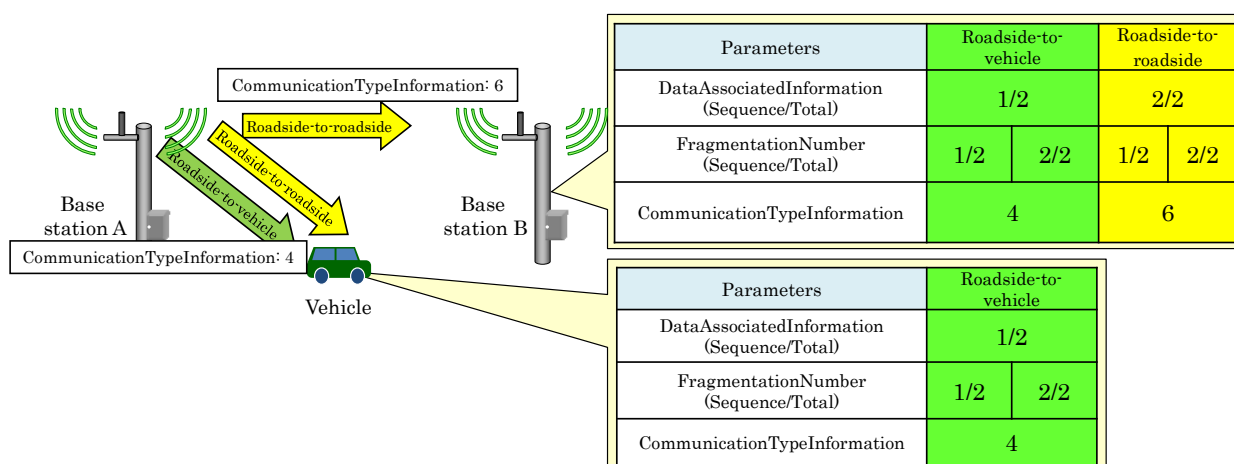 CommunicationTypeInformation: 6
Roadside-to-roadside
Roadside-to-roadside
Roadside-to-vehicle
Base
station A
Base
station B
CommunicationTypeInformation: 4
Vehicle
Parameters
Roadside-to-
vehicle
Roadside-to-
roadside
DataAssociatedInformation
(Sequence/Total)
1/2
2/2
FragmentationNumber
(Sequence/Total)
1/2
2/2
1/2
2/2
CommunicationTypeInformation
4
6
Parameters
Roadside-to-
vehicle
DataAssociatedInformation
(Sequence/Total)
1/2
FragmentationNumber
(Sequence/Total)
1/2
2/2
CommunicationTypeInformation
4